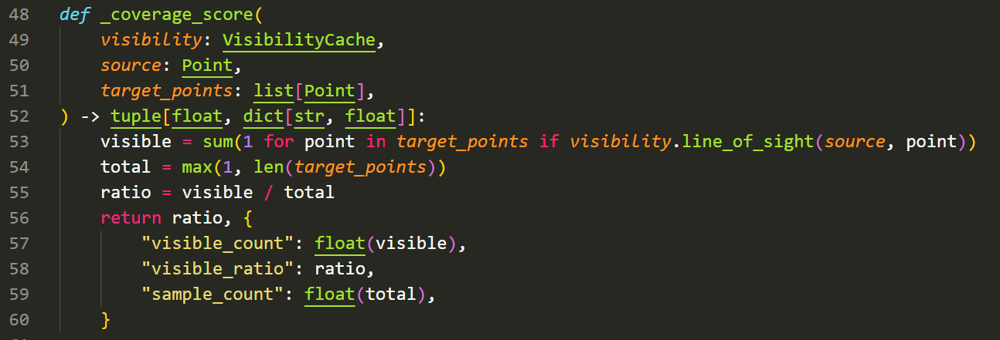 48 def _coverage_score(
49     visibility: VisibilityCache,
50     source: Point,
51     target_points: list[Point],
52 ) -> tuple[float, dict[str, float]]:
53     visible = sum(1 for point in target_points if visibility.line_of_sight(source, point))
54     total = max(1, len(target_points))
55     ratio = visible / total
56     return ratio, {
57         "visible_count": float(visible),
58         "visible_ratio": ratio,
59         "sample_count": float(total),
60     }